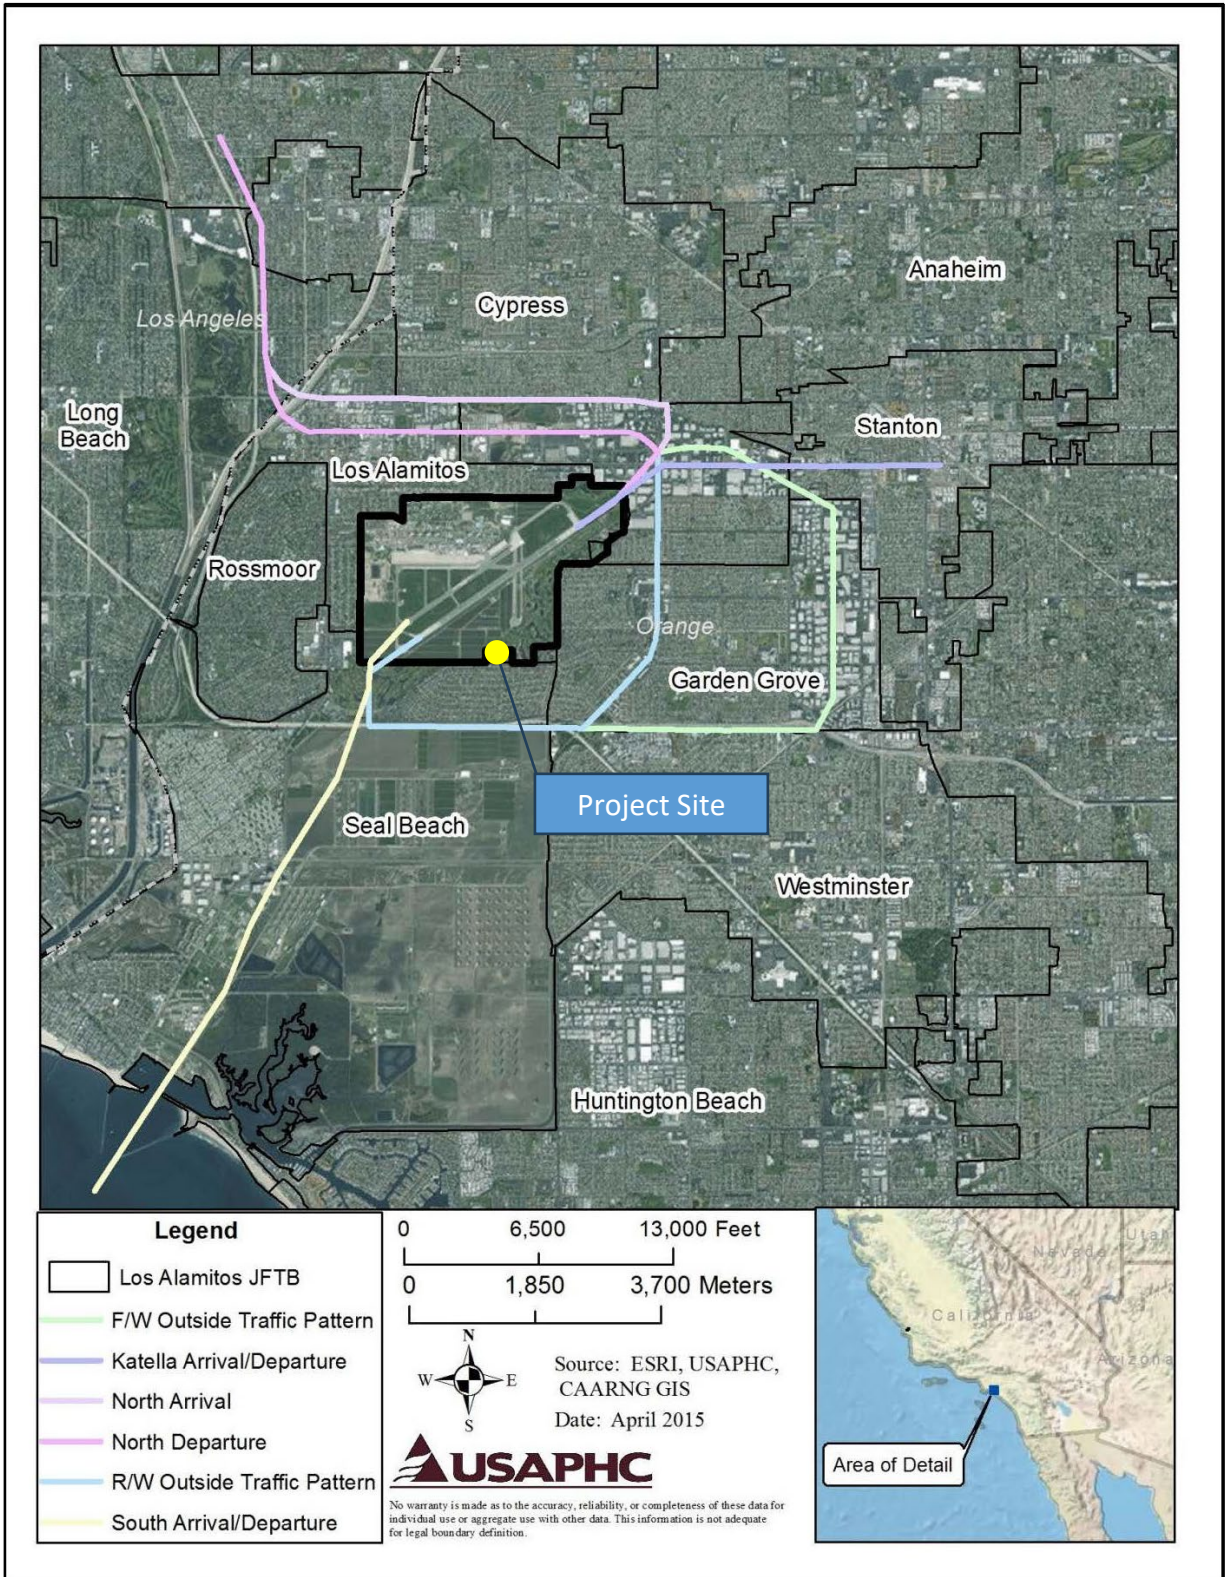 Anaheim
Cypress
Los Angeles
Long
Beach
Stanton
Los Alamitos
Rossmoor
Orange
Garden Grove
Project Site
Seal Beach
Westminster
Huntington Beach
Legend
Los Alamitos JFTB
F/W Outside Traffic Pattern
Katella Arrival/Departure
North Arrival
North Departure
R/W Outside Traffic Pattern
South Arrival/Departure
0 6,500 13,000 Feet
0 1,850 3,700 Meters
N
W E
S
Source: ESRI, USAPHC,
CAARNG GIS
Date: April 2015
USAPHC
No warranty is made as to the accuracy, reliability, or completeness of these data for
individual use or aggregate use with other data. This information is not adequate
for legal boundary definition.
Nevada
Utah
California
Arizona
Area of Detail